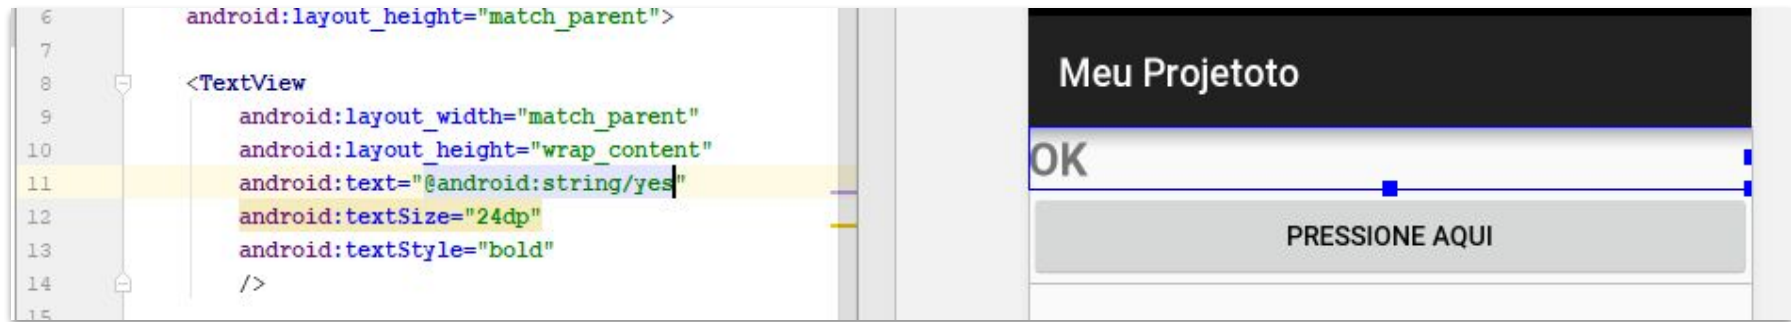 6 android:layout_height="match_parent">
7
8 <TextView
9 android:layout_width="match_parent"
10 android:layout_height="wrap_content"
11 android:text="@android:string/yes"
12 android:textSize="24dp"
13 android:textStyle="bold"
14 />
15
Meu Projetoto
OK
PRESSIONE AQUI